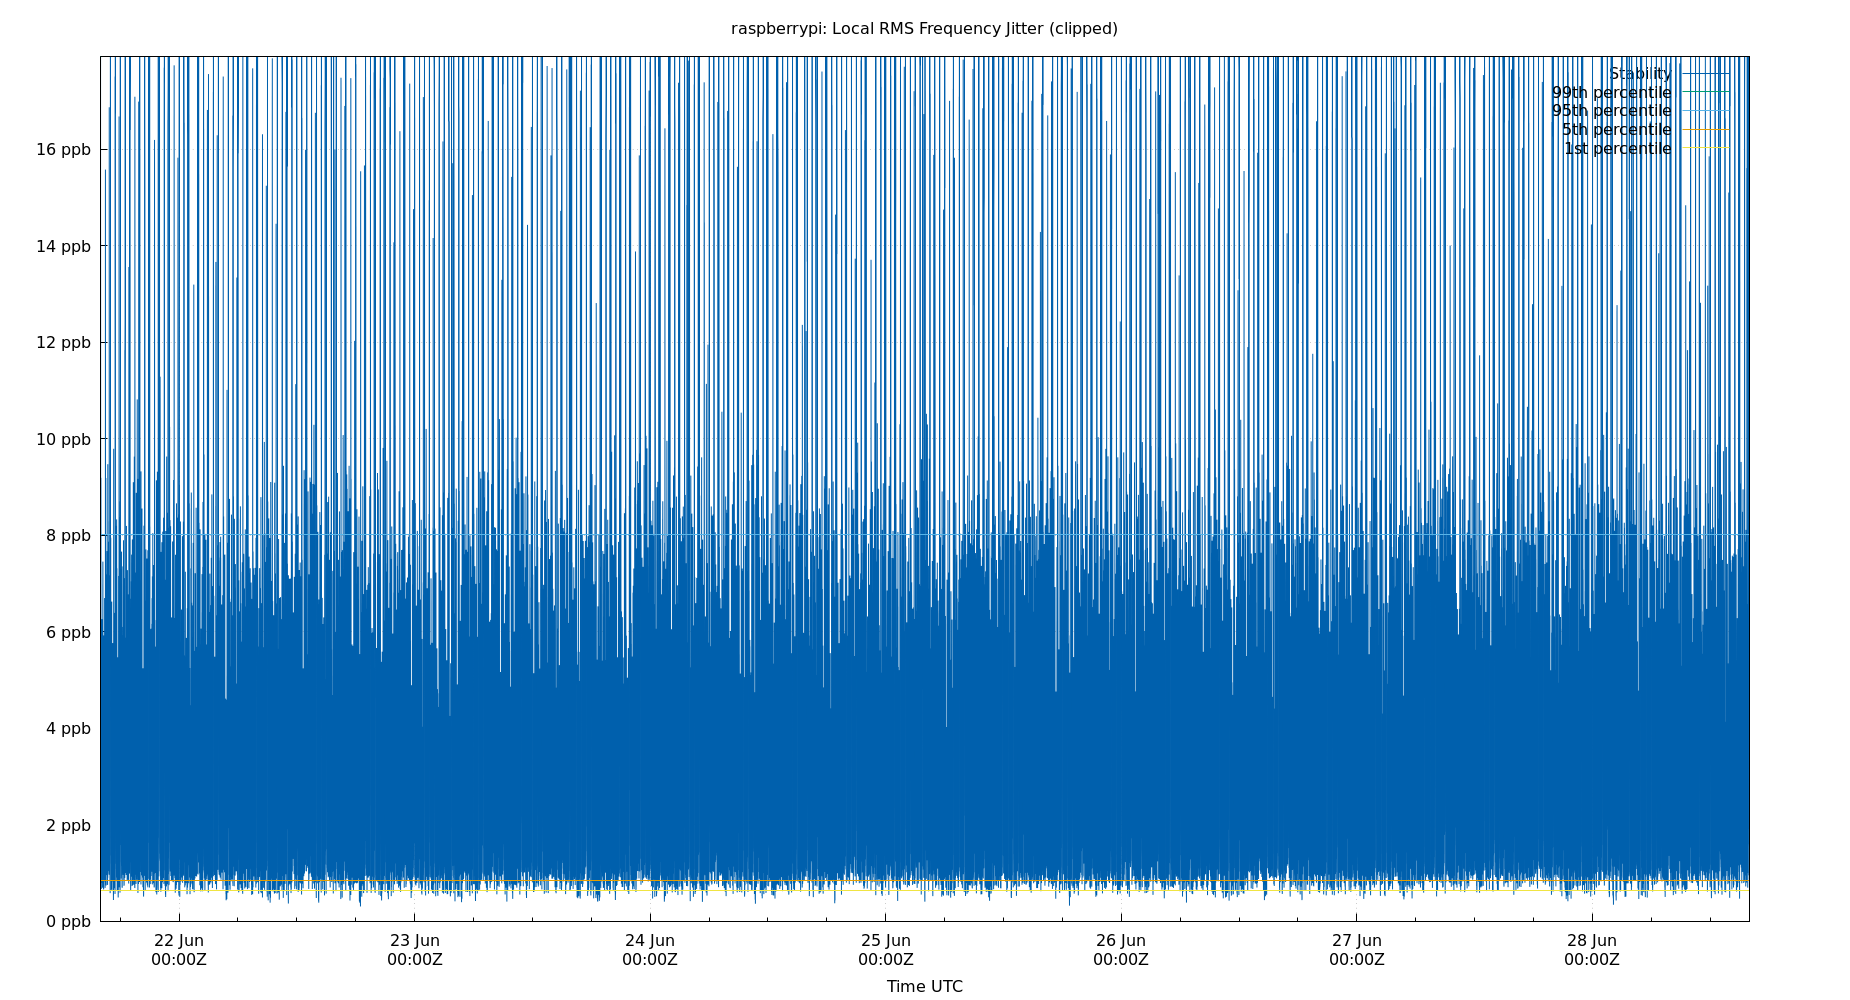 raspberrypi: Local RMS Frequency Jitter (clipped)
Stability
99th percentile
95th percentile
5th percentile
1st percentile
16 ppb
14 ppb
12 ppb
10 ppb
8 ppb
6 ppb
4 ppb
2 ppb
0 ppb
22 Jun 23 Jun 24 Jun 25 Jun 26 Jun 27 Jun 28 Jun
00:00Z 00:00Z 00:00Z 00:00Z 00:00Z 00:00Z 00:00Z
Time UTC